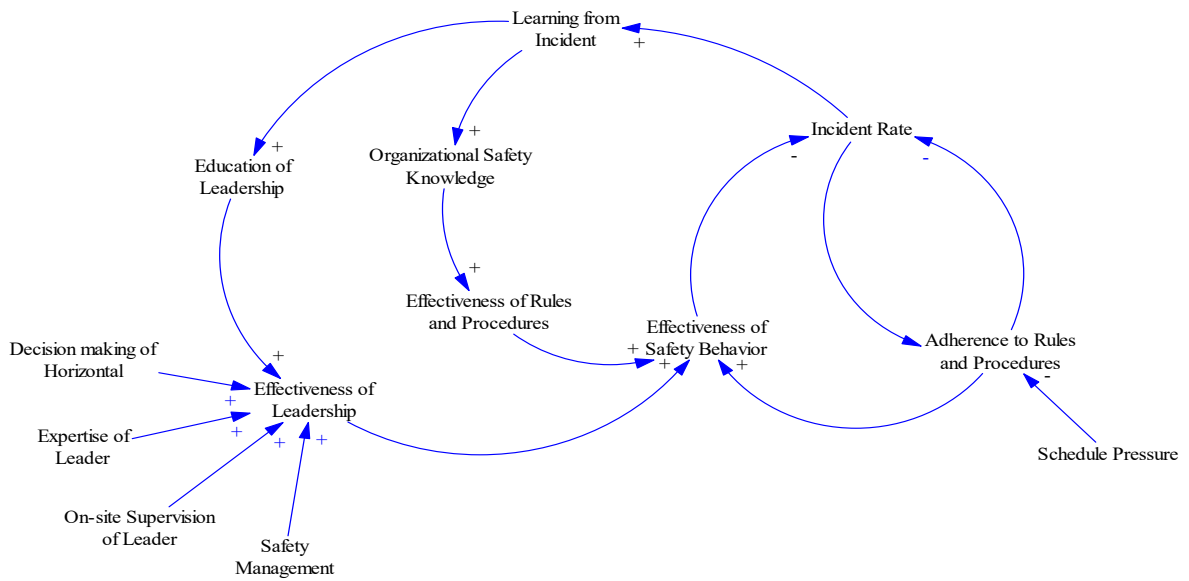 Learning from
Incident
+
Incident Rate
-
-
+
Education of
Leadership
+
Organizational Safety
Knowledge
+
Effectiveness of Rules
and Procedures
+
Effectiveness of
Safety Behavior
+
+
Adherence to Rules
and Procedures
-
Schedule Pressure
Decision making of
Horizontal
+
+
Effectiveness of
Leadership
Expertise of
Leader
+
+
+
On-site Supervision
of Leader
Safety
Management